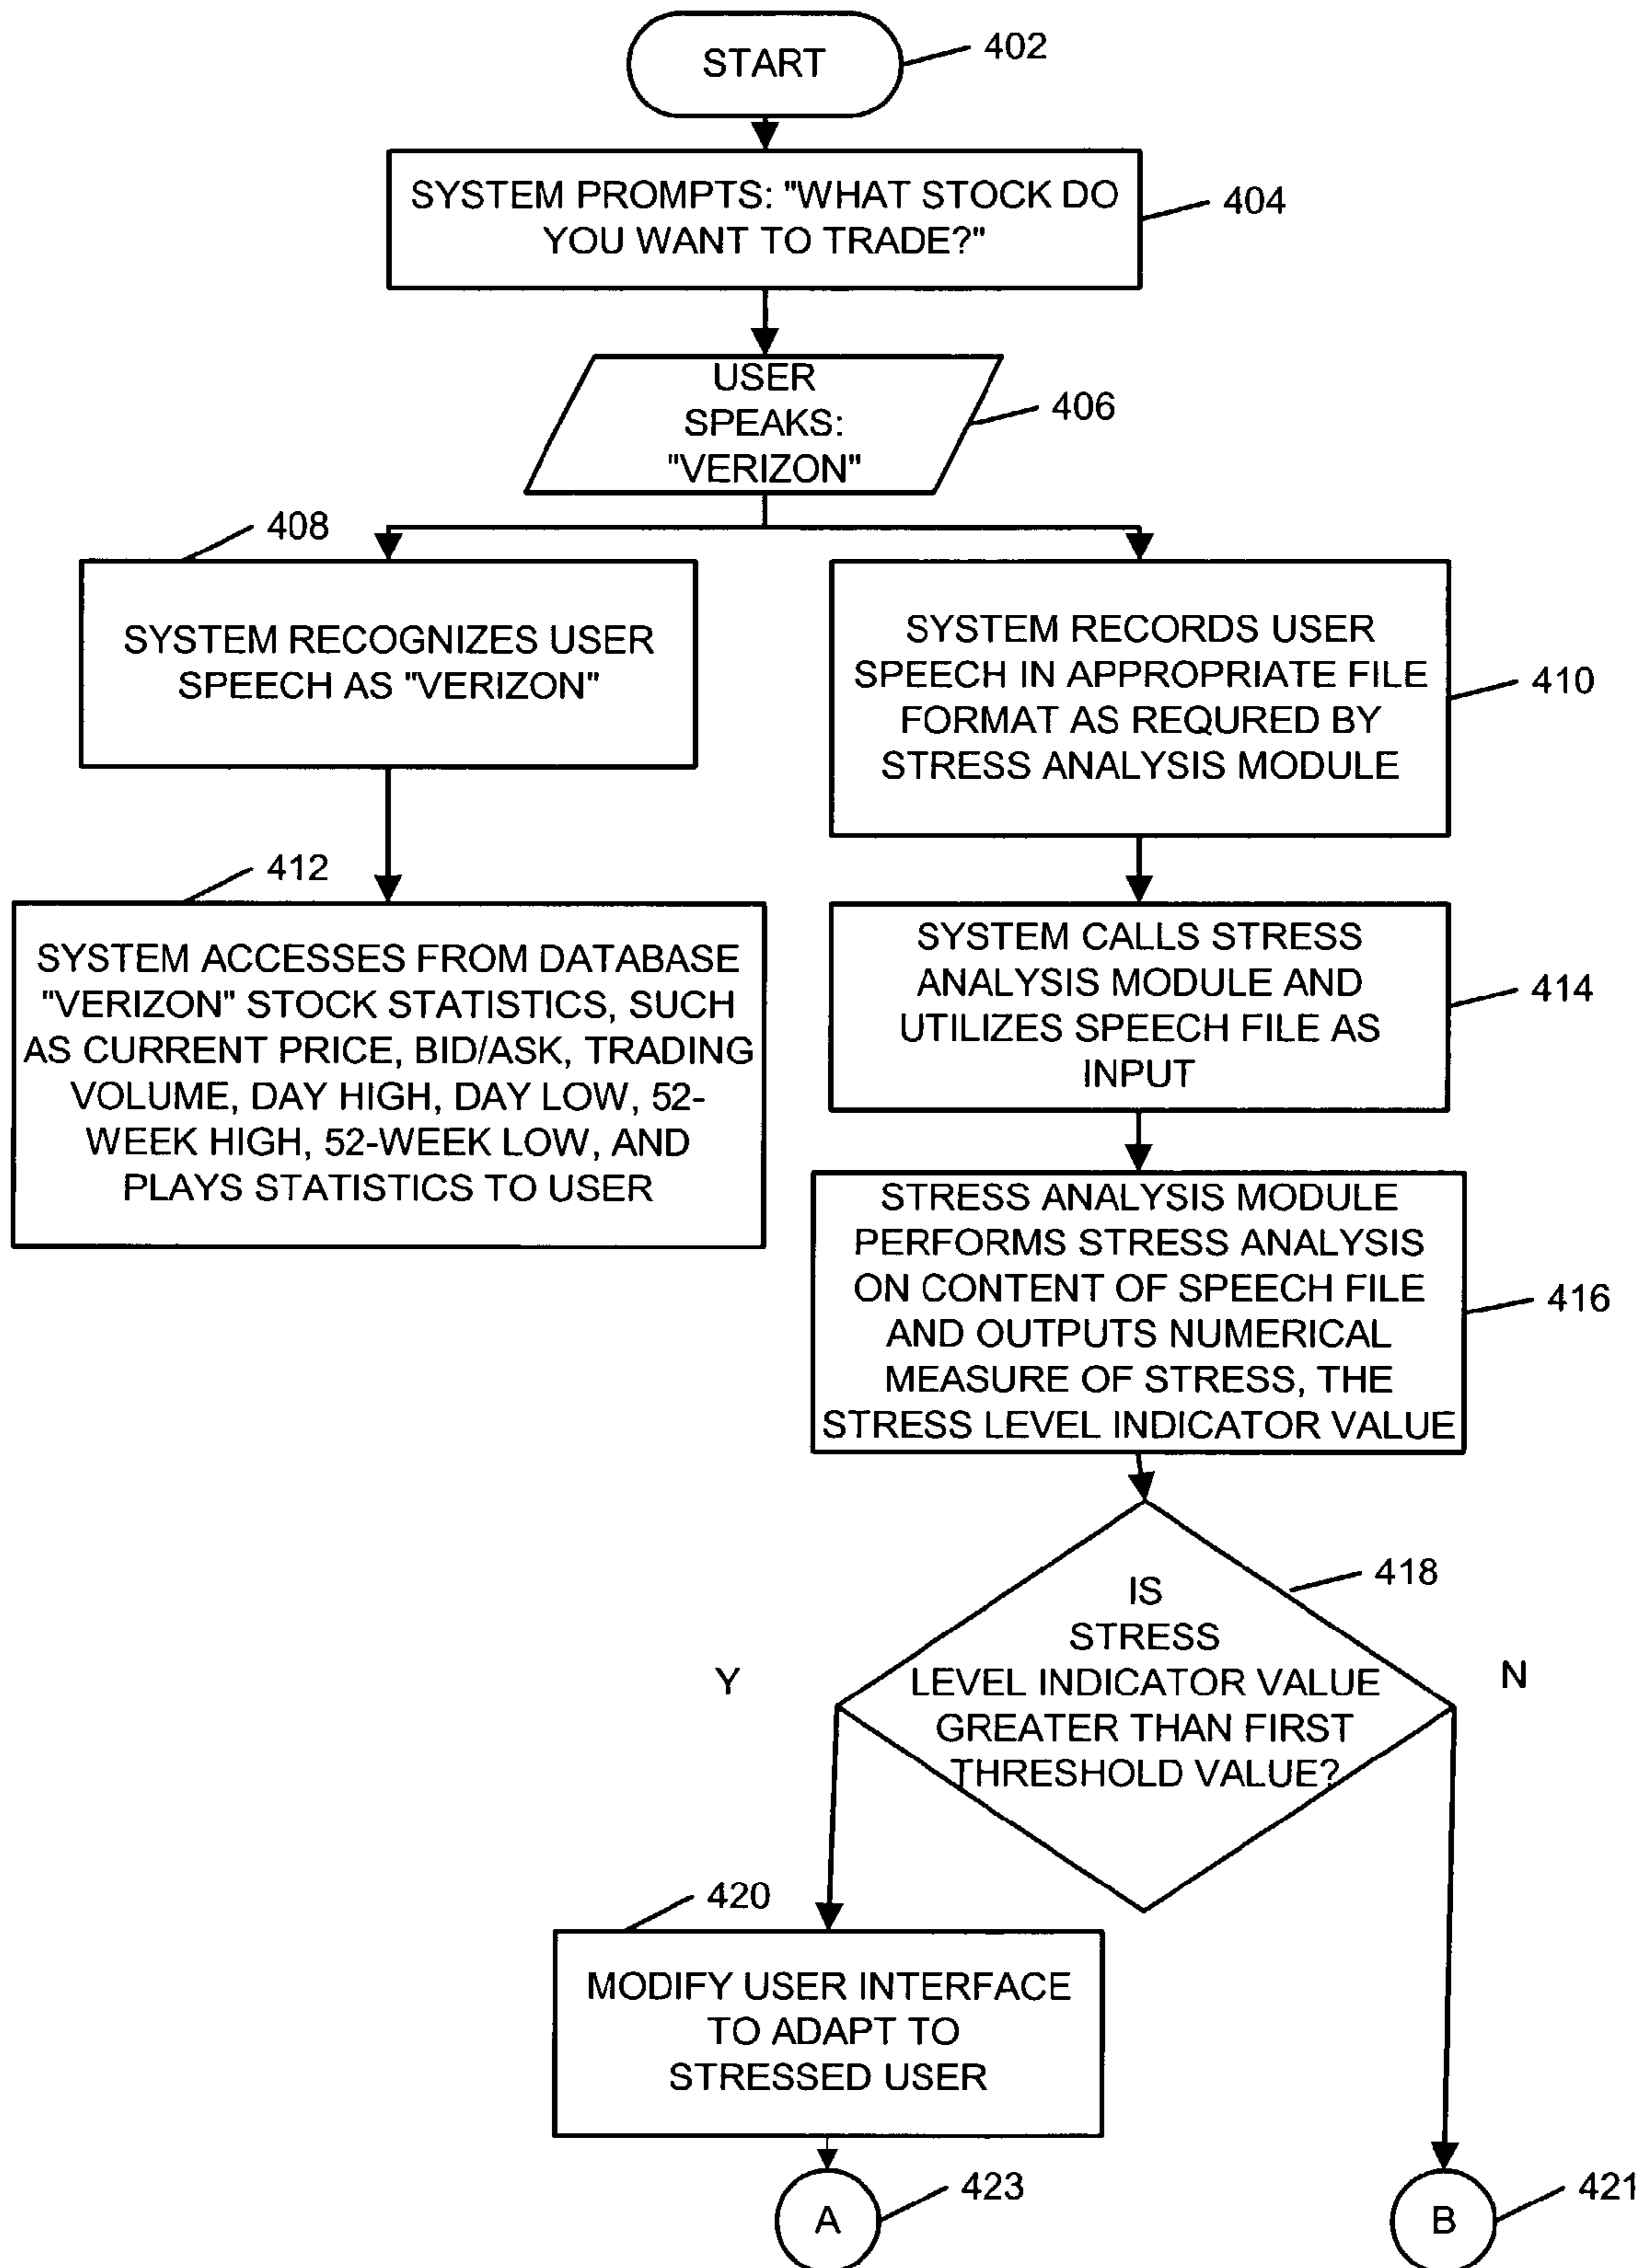 START
402
SYSTEM PROMPTS: "WHAT STOCK DO
YOU WANT TO TRADE?"
404
USER
SPEAKS:
"VERIZON"
406
408
SYSTEM RECOGNIZES USER
SPEECH AS "VERIZON"
SYSTEM RECORDS USER
SPEECH IN APPROPRIATE FILE
FORMAT AS REQURED BY
STRESS ANALYSIS MODULE
410
412
SYSTEM ACCESSES FROM DATABASE
"VERIZON" STOCK STATISTICS, SUCH
AS CURRENT PRICE, BID/ASK, TRADING
VOLUME, DAY HIGH, DAY LOW, 52-
WEEK HIGH, 52-WEEK LOW, AND
PLAYS STATISTICS TO USER
SYSTEM CALLS STRESS
ANALYSIS MODULE AND
UTILIZES SPEECH FILE AS
INPUT
414
STRESS ANALYSIS MODULE
PERFORMS STRESS ANALYSIS
ON CONTENT OF SPEECH FILE
AND OUTPUTS NUMERICAL
MEASURE OF STRESS, THE
STRESS LEVEL INDICATOR VALUE
416
IS
STRESS
LEVEL INDICATOR VALUE
GREATER THAN FIRST
THRESHOLD VALUE?
418
Y
N
420
MODIFY USER INTERFACE
TO ADAPT TO
STRESSED USER
A
423
B
421